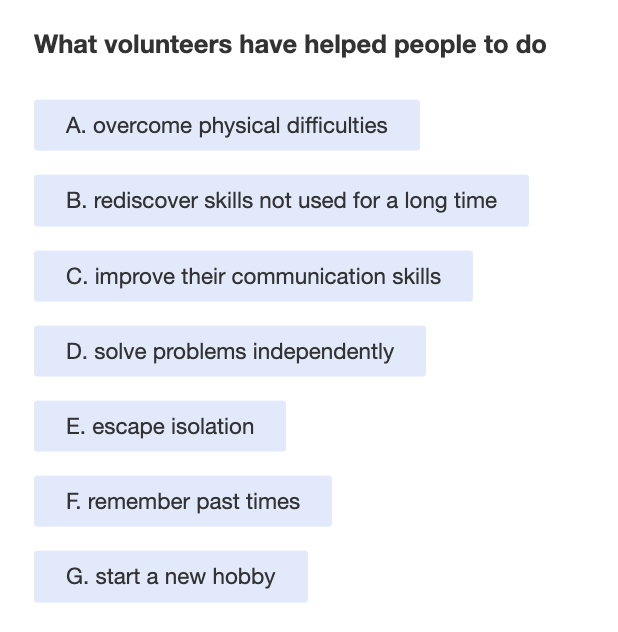 What volunteers have helped people to do
A. overcome physical difficulties
B. rediscover skills not used for a long time
C. improve their communication skills
D. solve problems independently
E. escape isolation
F. remember past times
G. start a new hobby